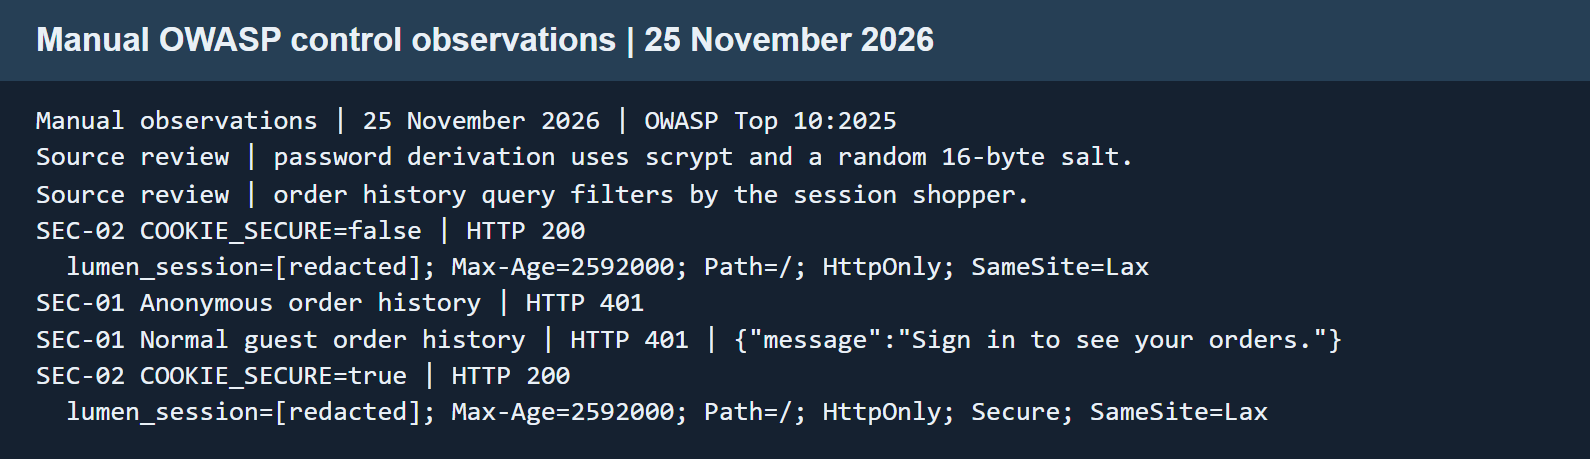 Manual OWASP control observations | 25 November 2026
Manual observations | 25 November 2026 | OWASP Top 10:2025
Source review | password derivation uses scrypt and a random 16-byte salt.
Source review | order history query filters by the session shopper.
SEC-02 COOKIE_SECURE=false | HTTP 200
  lumen_session=[redacted]; Max-Age=2592000; Path=/; HttpOnly; SameSite=Lax
SEC-01 Anonymous order history | HTTP 401
SEC-01 Normal guest order history | HTTP 401 | {"message":"Sign in to see your orders."}
SEC-02 COOKIE_SECURE=true | HTTP 200
  lumen_session=[redacted]; Max-Age=2592000; Path=/; HttpOnly; Secure; SameSite=Lax